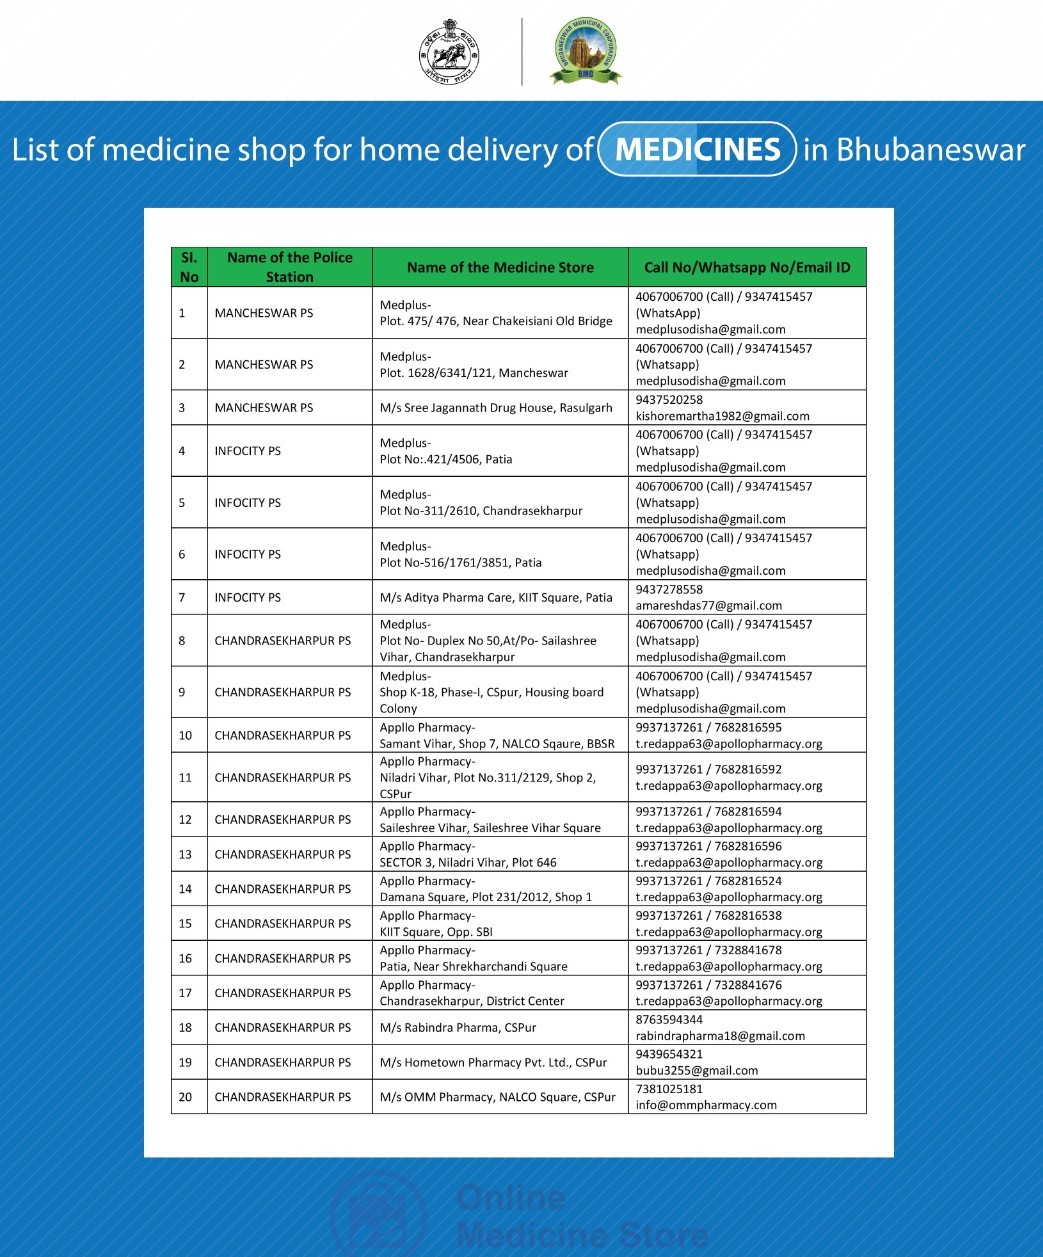 BHUBANESWAR MUNICIPAL CORPORATION
BMC
List of medicine shop for home delivery of MEDICINES in Bhubaneswar
Sl. No Name of the Police Station Name of the Medicine Store Call No/Whatsapp No/Email ID
1 MANCHESWAR PS Medplus-
Plot. 475/ 476, Near Chakeisiani Old Bridge 4067006700 (Call) / 9347415457
(WhatsApp)
medplusodisha@gmail.com
2 MANCHESWAR PS Medplus-
Plot. 1628/6341/121, Mancheswar 4067006700 (Call) / 9347415457
(Whatsapp)
medplusodisha@gmail.com
3 MANCHESWAR PS M/s Sree Jagannath Drug House, Rasulgarh 9437520258
kishoremartha1982@gmail.com
4 INFOCITY PS Medplus-
Plot No:.421/4506, Patia 4067006700 (Call) / 9347415457
(Whatsapp)
medplusodisha@gmail.com
5 INFOCITY PS Medplus-
Plot No-311/2610, Chandrasekharpur 4067006700 (Call) / 9347415457
(Whatsapp)
medplusodisha@gmail.com
6 INFOCITY PS Medplus-
Plot No-516/1761/3851, Patia 4067006700 (Call) / 9347415457
(Whatsapp)
medplusodisha@gmail.com
7 INFOCITY PS M/s Aditya Pharma Care, KIIT Square, Patia 9437278558
amareshdas77@gmail.com
8 CHANDRASEKHARPUR PS Medplus-
Plot No- Duplex No 50,At/Po- Sailashree
Vihar, Chandrasekharpur 4067006700 (Call) / 9347415457
(Whatsapp)
medplusodisha@gmail.com
9 CHANDRASEKHARPUR PS Medplus-
Shop K-18, Phase-I, CSpur, Housing board
Colony 4067006700 (Call) / 9347415457
(Whatsapp)
medplusodisha@gmail.com
10 CHANDRASEKHARPUR PS Appllo Pharmacy-
Samant Vihar, Shop 7, NALCO Sqaure, BBSR 9937137261 / 7682816595
t.redappa63@apollopharmacy.org
11 CHANDRASEKHARPUR PS Appllo Pharmacy-
Niladri Vihar, Plot No.311/2129, Shop 2,
CSPur 9937137261 / 7682816592
t.redappa63@apollopharmacy.org
12 CHANDRASEKHARPUR PS Appllo Pharmacy-
Saileshree Vihar, Saileshree Vihar Square 9937137261 / 7682816594
t.redappa63@apollopharmacy.org
13 CHANDRASEKHARPUR PS Appllo Pharmacy-
SECTOR 3, Niladri Vihar, Plot 646 9937137261 / 7682816596
t.redappa63@apollopharmacy.org
14 CHANDRASEKHARPUR PS Appllo Pharmacy-
Damana Square, Plot 231/2012, Shop 1 9937137261 / 7682816524
t.redappa63@apollopharmacy.org
15 CHANDRASEKHARPUR PS Appllo Pharmacy-
KIIT Square, Opp. SBI 9937137261 / 7682816538
t.redappa63@apollopharmacy.org
16 CHANDRASEKHARPUR PS Appllo Pharmacy-
Patia, Near Shrekharchandi Square 9937137261 / 7328841678
t.redappa63@apollopharmacy.org
17 CHANDRASEKHARPUR PS Appllo Pharmacy-
Chandrasekharpur, District Center 9937137261 / 7328841676
t.redappa63@apollopharmacy.org
18 CHANDRASEKHARPUR PS M/s Rabindra Pharma, CSPur 8763594344
rabindrapharma18@gmail.com
19 CHANDRASEKHARPUR PS M/s Hometown Pharmacy Pvt. Ltd., CSPur 9439654321
bubu3255@gmail.com
20 CHANDRASEKHARPUR PS M/s OMM Pharmacy, NALCO Square, CSPur 7381025181
info@ommpharmacy.com
Online
Medicine Store